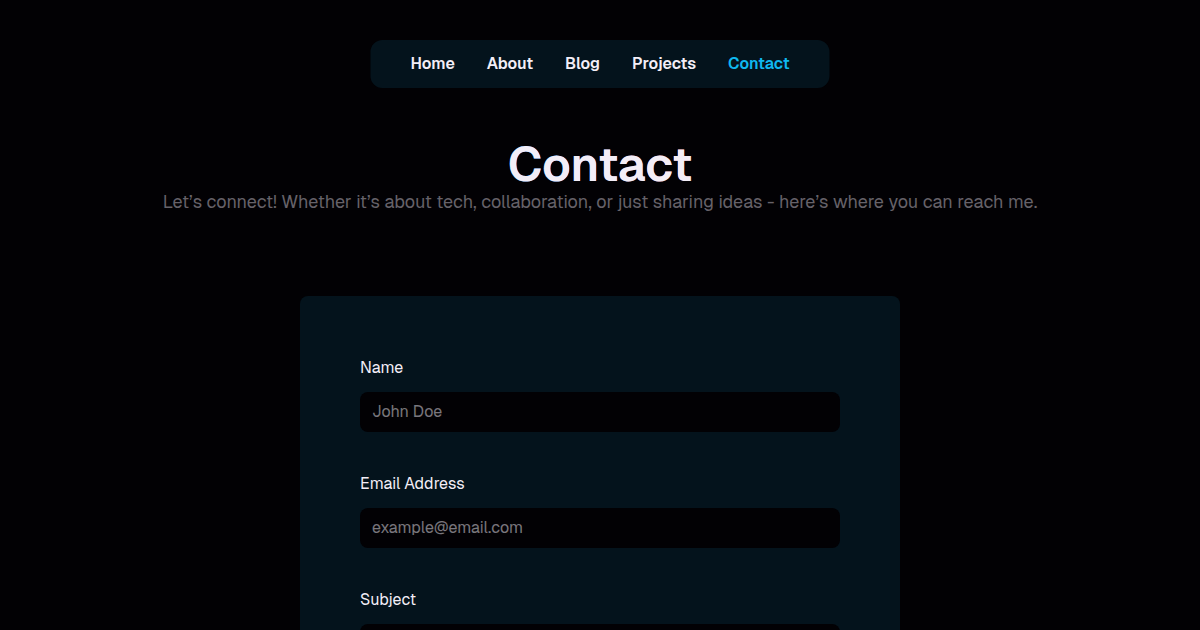 Home About Blog Projects Contact
Contact
Let’s connect! Whether it’s about tech, collaboration, or just sharing ideas - here’s where you can reach me.
Name
John Doe
Email Address
example@email.com
Subject